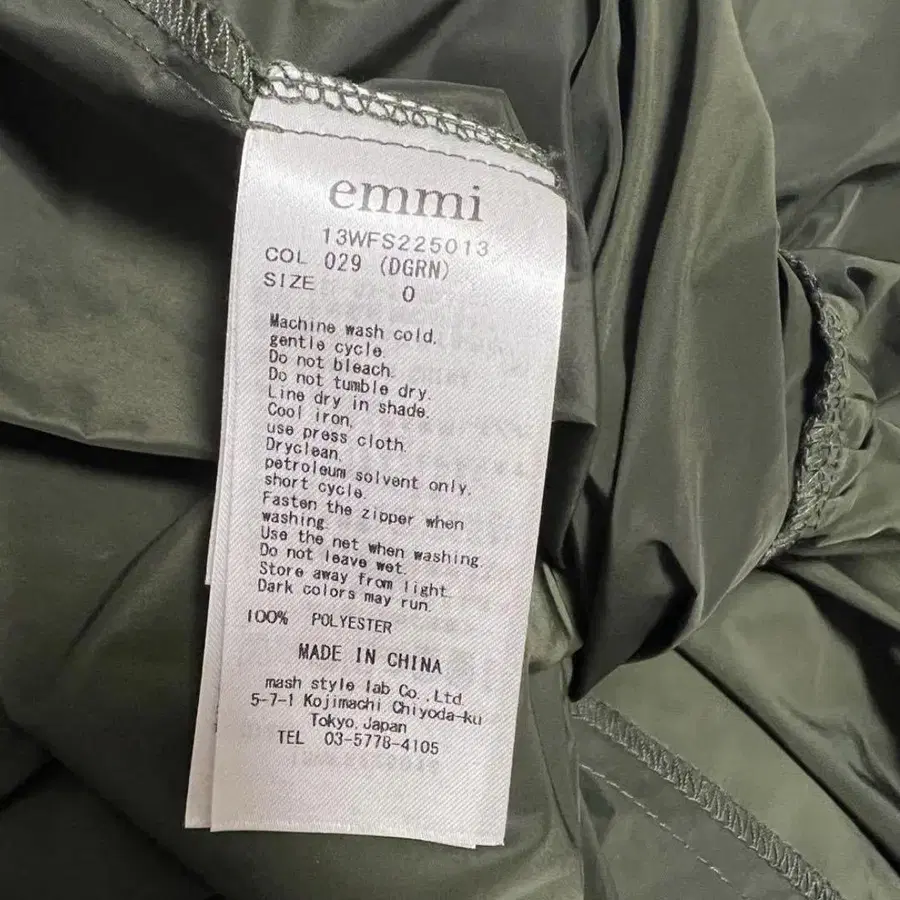 emmi
13WFS225013
COL 029 (DGRN)
SIZE 0
Machine wash cold.
gentle cycle
Do not bleach.
Do not tumble dry.
Line dry in shade.
Cool iron,
use press cloth.
Dryclean,
petroleum solvent only.
short cycle.
Fasten the zipper when
washing.
Use the net when washing.
Do not leave wet.
Store away from light.
Dark colors may run.
100% POLYESTER
MADE IN CHINA
mash style lab Co.,Ltd.
5-7-1 Kojimachi Chiyoda-ku
Tokyo, Japan
TEL 03-5778-4105